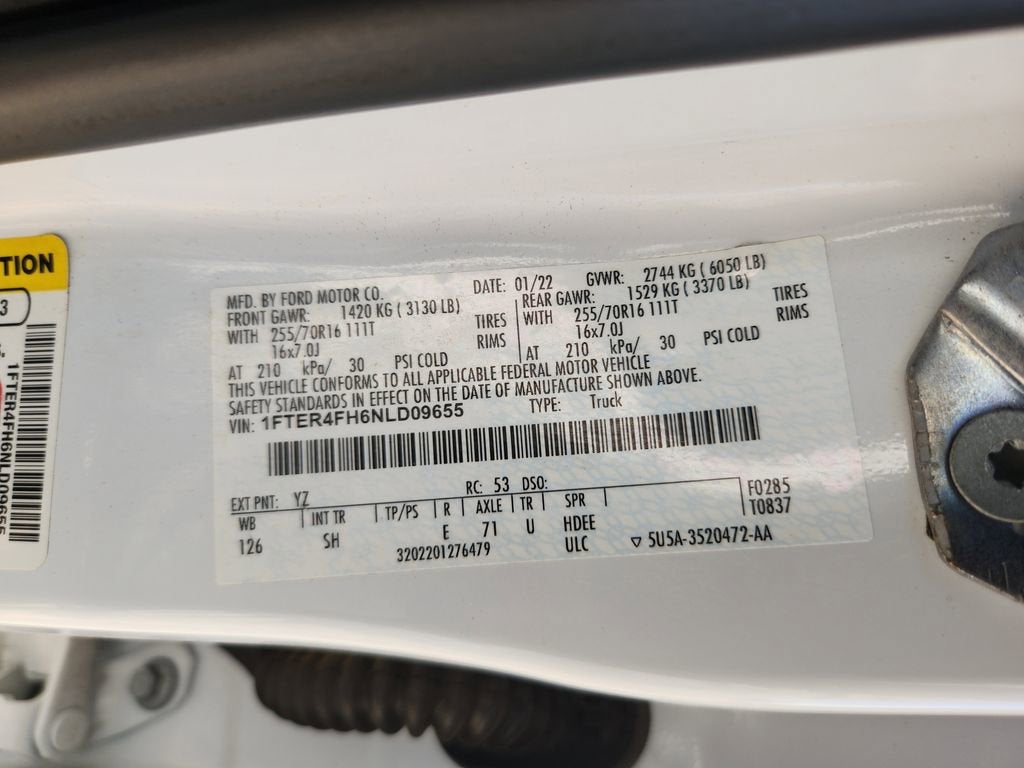 TION
3
1FTER4FH6NLD09655
MFD. BY FORD MOTOR CO.
DATE: 01/22
GVWR: 2744 KG ( 6050 LB)
FRONT GAWR: 1420 KG ( 3130 LB)
REAR GAWR: 1529 KG ( 3370 LB)
WITH 255/70R16 111T TIRES
WITH 255/70R16 111T TIRES
16x7.0J RIMS
16x7.0J RIMS
AT 210 kPa/ 30 PSI COLD
AT 210 kPa/ 30 PSI COLD
THIS VEHICLE CONFORMS TO ALL APPLICABLE FEDERAL MOTOR VEHICLE
SAFETY STANDARDS IN EFFECT ON THE DATE OF MANUFACTURE SHOWN ABOVE.
VIN: 1FTER4FH6NLD09655
TYPE: Truck
EXT PNT: YZ RC: 53 DSO:
WB INT TR TP/PS R AXLE TR SPR
126 SH E 71 U HDEE
F0285
T0837
3202201276479 ULC ▽ 5U5A-3520472-AA